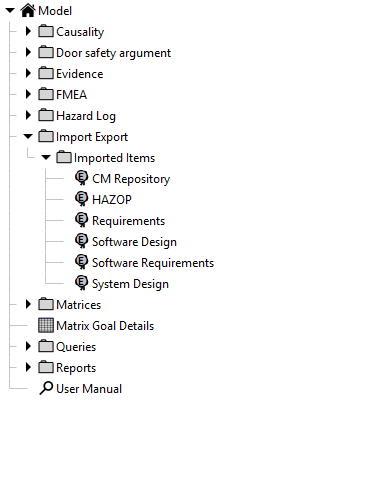 Model
Causality
Door safety argument
Evidence
FMEA
Hazard Log
Import Export
Imported Items
E CM Repository
E HAZOP
E Requirements
E Software Design
E Software Requirements
E System Design
Matrices
Matrix Goal Details
Queries
Reports
User Manual